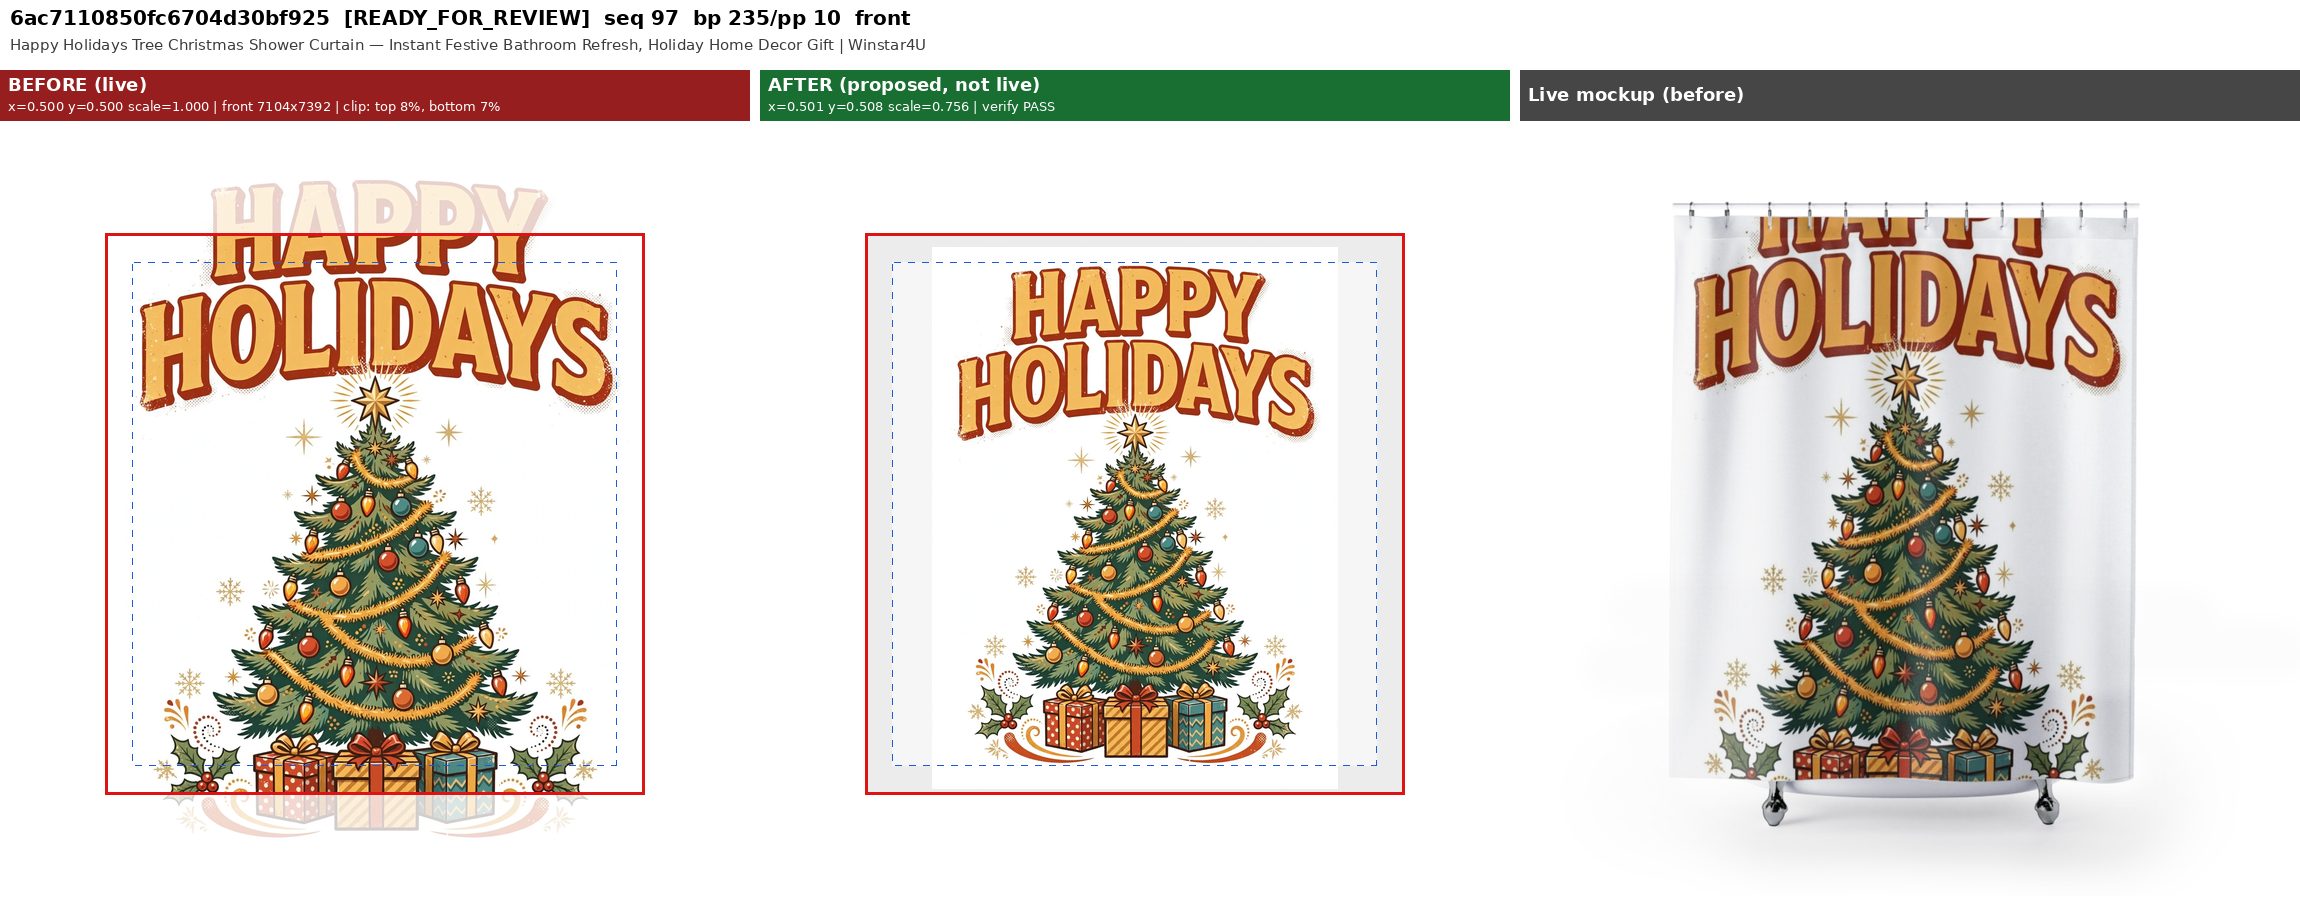 6ac7110850fc6704d30bf925  [READY_FOR_REVIEW]  seq 97  bp 235/pp 10  front
Happy Holidays Tree Christmas Shower Curtain — Instant Festive Bathroom Refresh, Holiday Home Decor Gift | Winstar4U
BEFORE (live)
x=0.500 y=0.500 scale=1.000 | front 7104x7392 | clip: top 8%, bottom 7%
AFTER (proposed, not live)
x=0.501 y=0.508 scale=0.756 | verify PASS
Live mockup (before)
HAPPY
HOLIDAYS
HAPPY
HOLIDAYS
HAPPY
HOLIDAYS